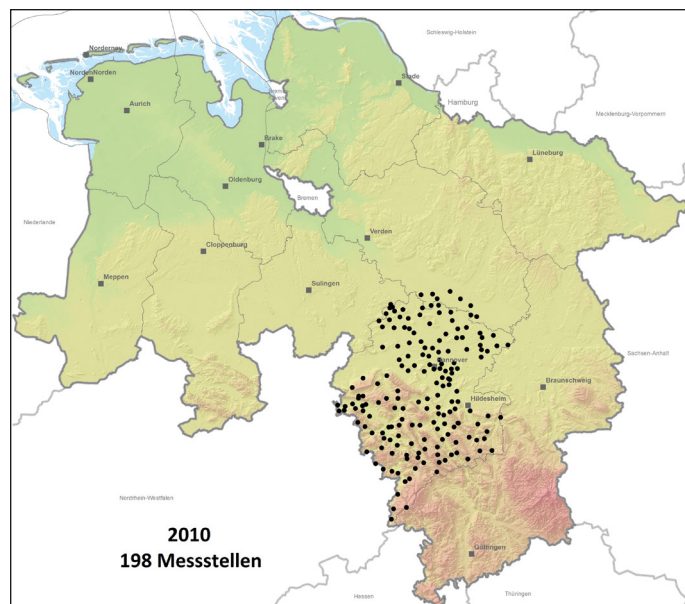 Schleswig-Holstein
Norderney
NordenNorden
Stade
Aurich
Hamburg
Mecklenburg-Vorpommern
Brake
Lüneburg
Oldenburg
Bremen
Niederlande
Verden
Cloppenburg
Meppen
Sulingen
Hannover
Sachsen-Anhalt
Braunschweig
Hildesheim
Nordrhein-Westfalen
2010
198 Messstellen
Göttingen
Hessen
Thüringen